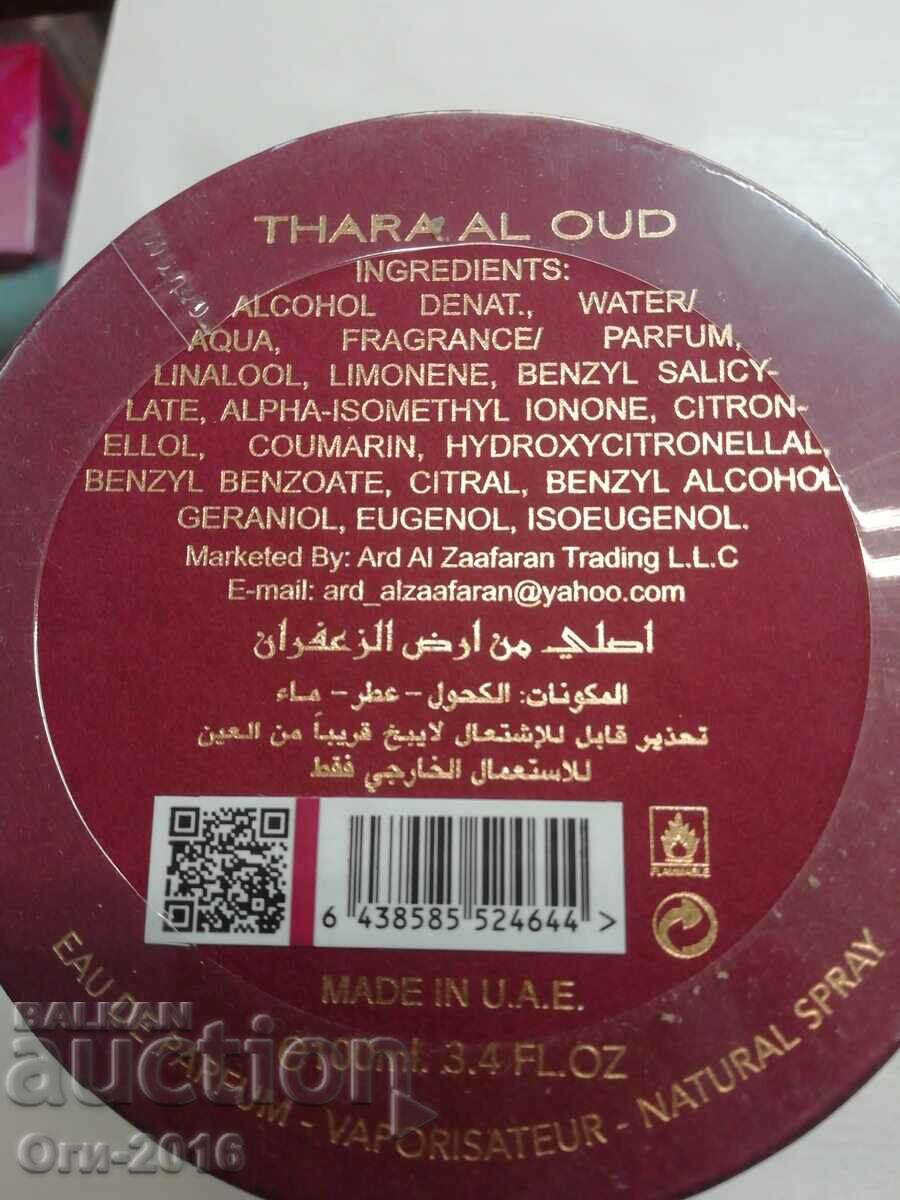 THARA AL OUD
INGREDIENTS:
ALCOHOL DENAT., WATER/
AQUA, FRAGRANCE/ PARFUM,
LINALOOL, LIMONENE, BENZYL SALICY-
LATE, ALPHA-ISOMETHYL IONONE, CITRON-
ELLOL, COUMARIN, HYDROXYCITRONELLAL,
BENZYL BENZOATE, CITRAL, BENZYL ALCOHOL
GERANIOL, EUGENOL, ISOEUGENOL.
Marketed By: Ard Al Zaafaran Trading L.L.C
E-mail: ard_alzaafaran@yahoo.com
اصلي من ارض الزعفران
المكونات: الكحول - عطر - ماء
تحذير قابل للإشتعال لايبخ قريباً من العين
للاستعمال الخارجي فقط
6 438585 524644 >
FLAMMABLE
MADE IN U.A.E.
e100ml. 3.4 FL.OZ
EAU DE PARFUM - VAPORISATEUR - NATURAL SPRAY
BALKAN
auction
Оги-2016